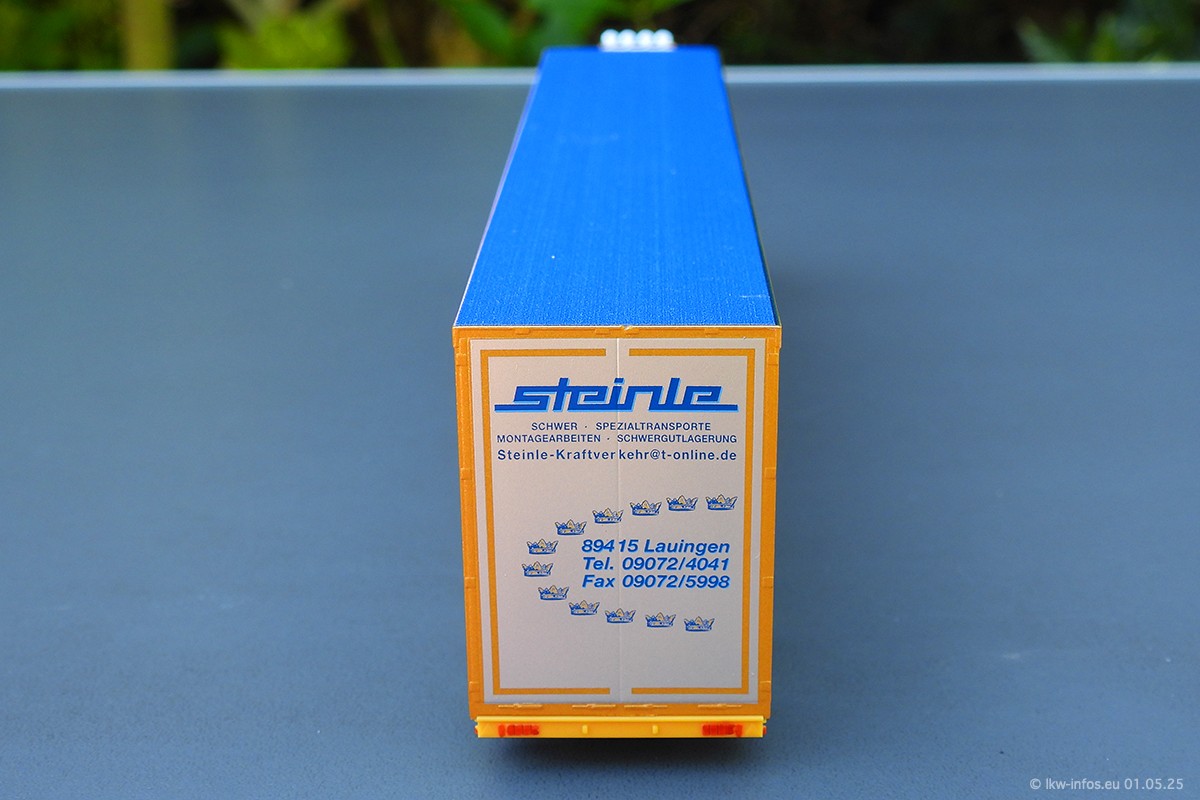 steinle
SCHWER · SPEZIALTRANSPORTE
MONTAGEARBEITEN · SCHWERGUTLAGERUNG
Steinle-Kraftverkehr@t-online.de
89415 Lauingen
Tel. 09072/4041
Fax 09072/5998
© lkw-infos.eu 01.05.25